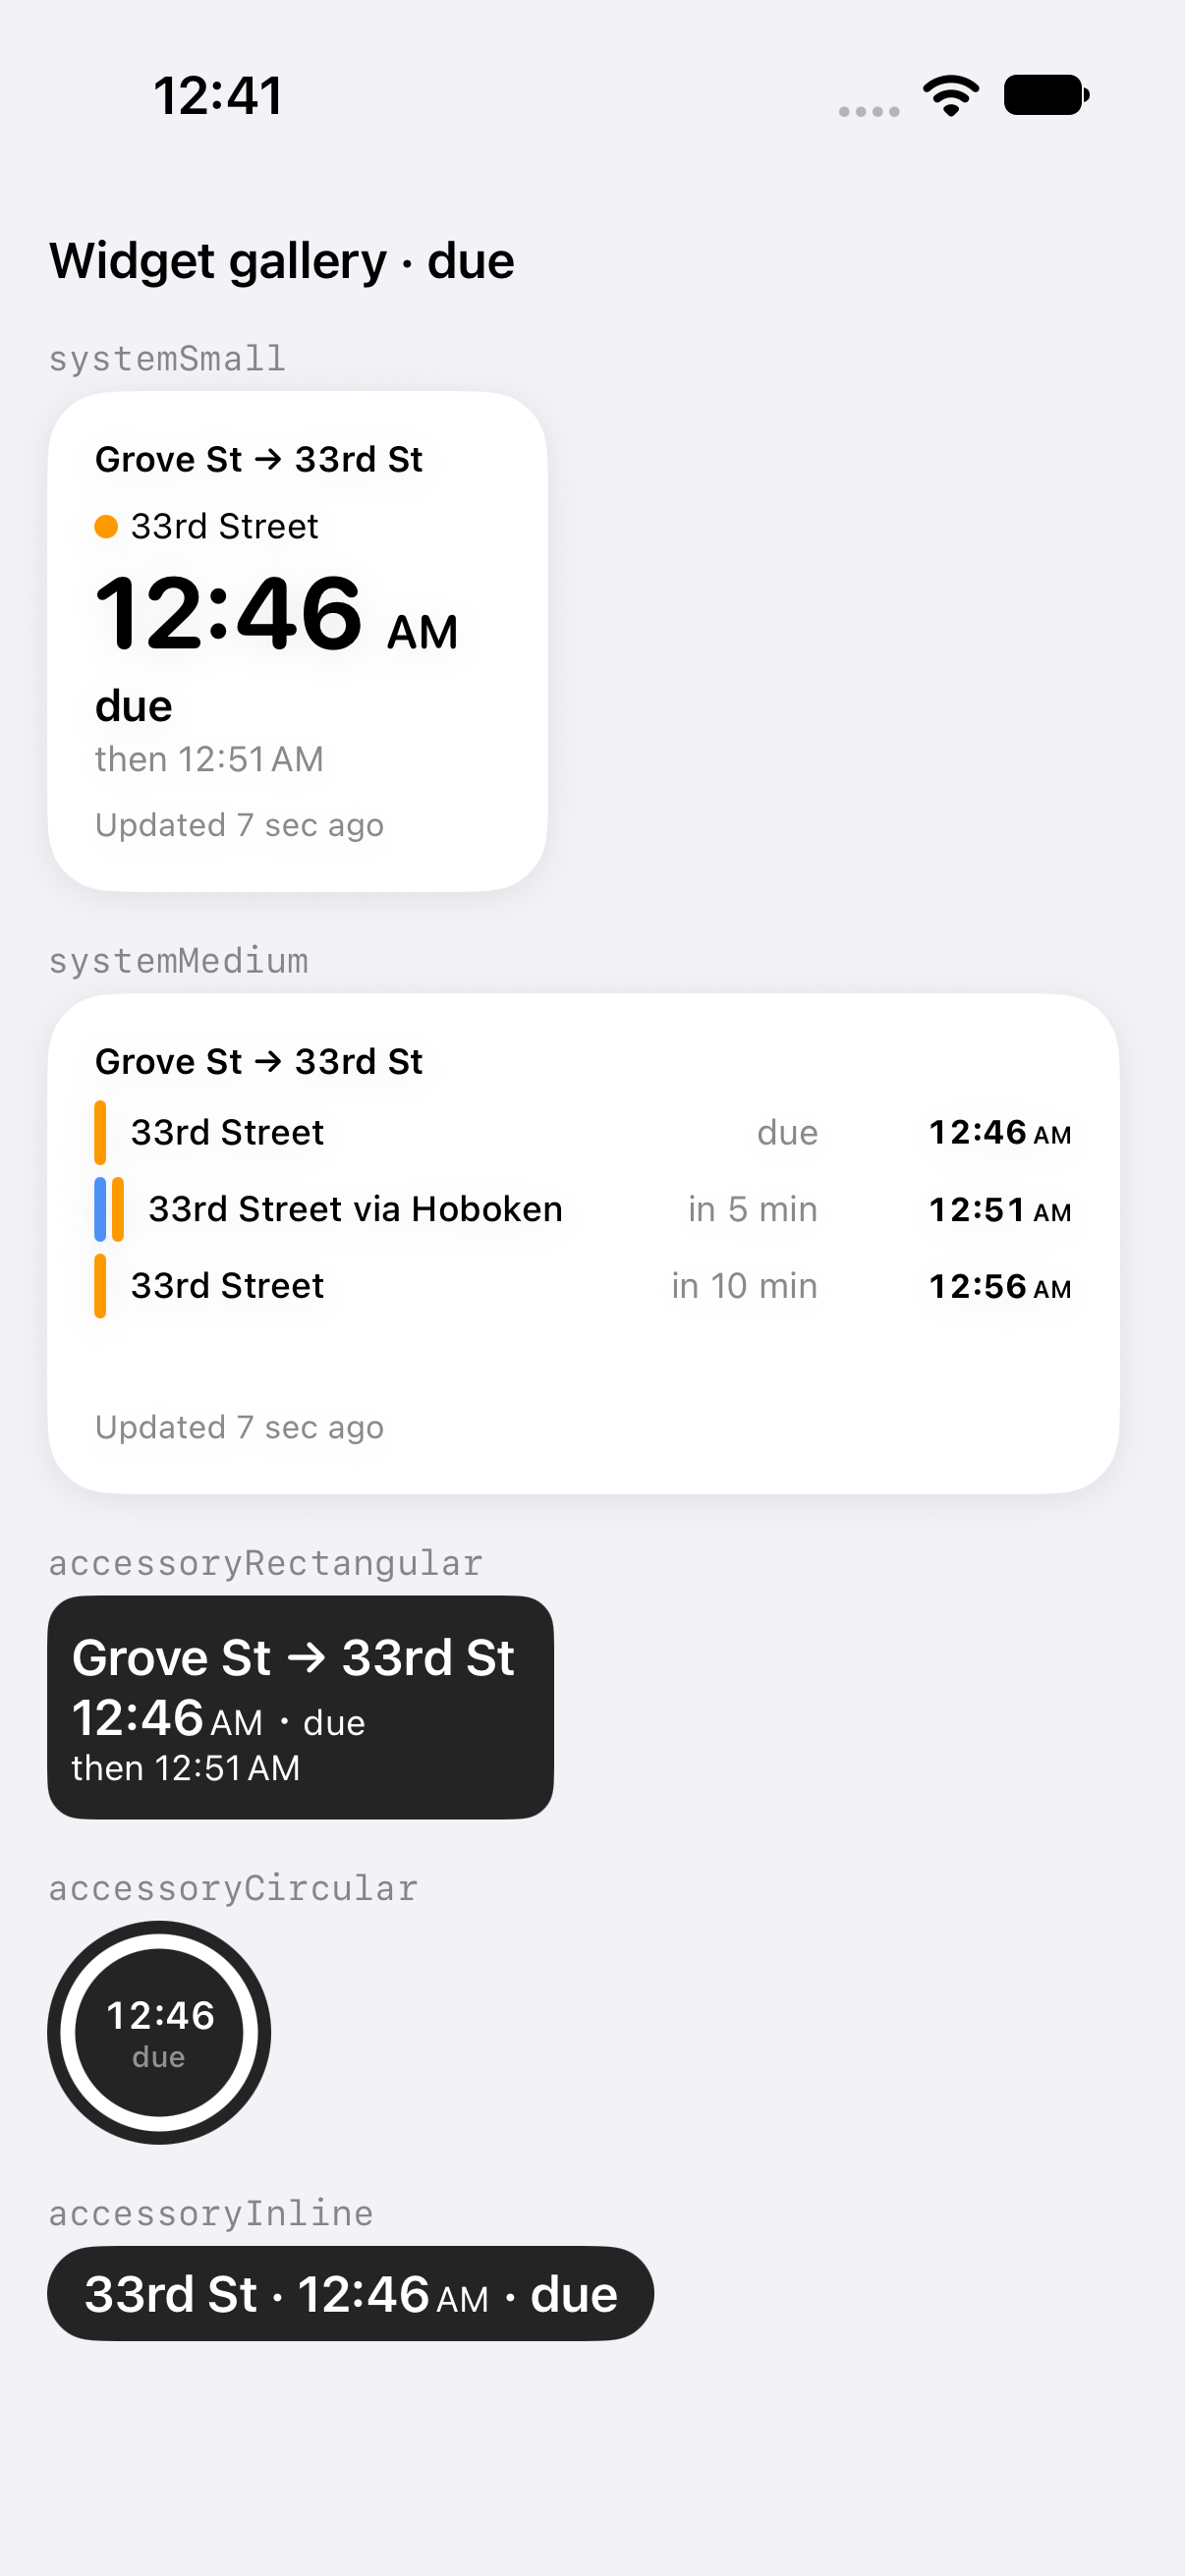 12:41
Widget gallery · due
systemSmall
Grove St → 33rd St
33rd Street
12:46 AM
due
then 12:51 AM
Updated 7 sec ago
systemMedium
Grove St → 33rd St
33rd Street due 12:46 AM
33rd Street via Hoboken in 5 min 12:51 AM
33rd Street in 10 min 12:56 AM
Updated 7 sec ago
accessoryRectangular
Grove St → 33rd St
12:46 AM · due
then 12:51 AM
accessoryCircular
12:46
due
accessoryInline
33rd St · 12:46 AM · due